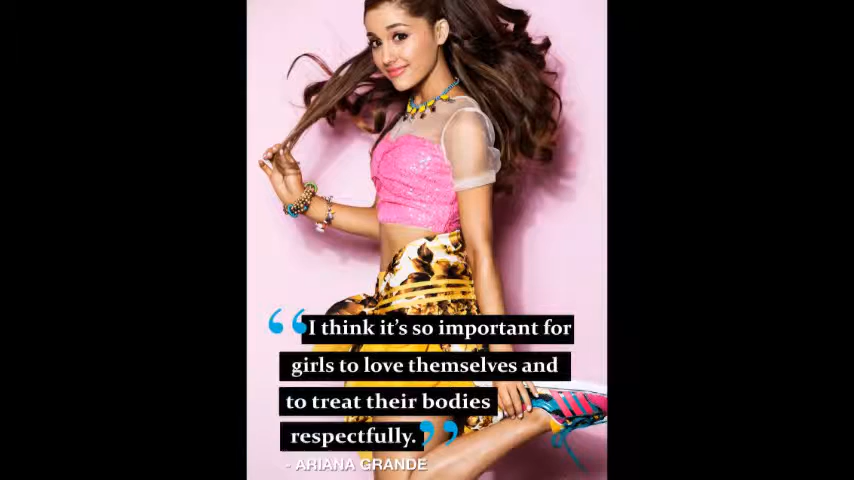 “I think it’s so important for
girls to love themselves and
to treat their bodies
respectfully.”
- ARIANA GRANDE